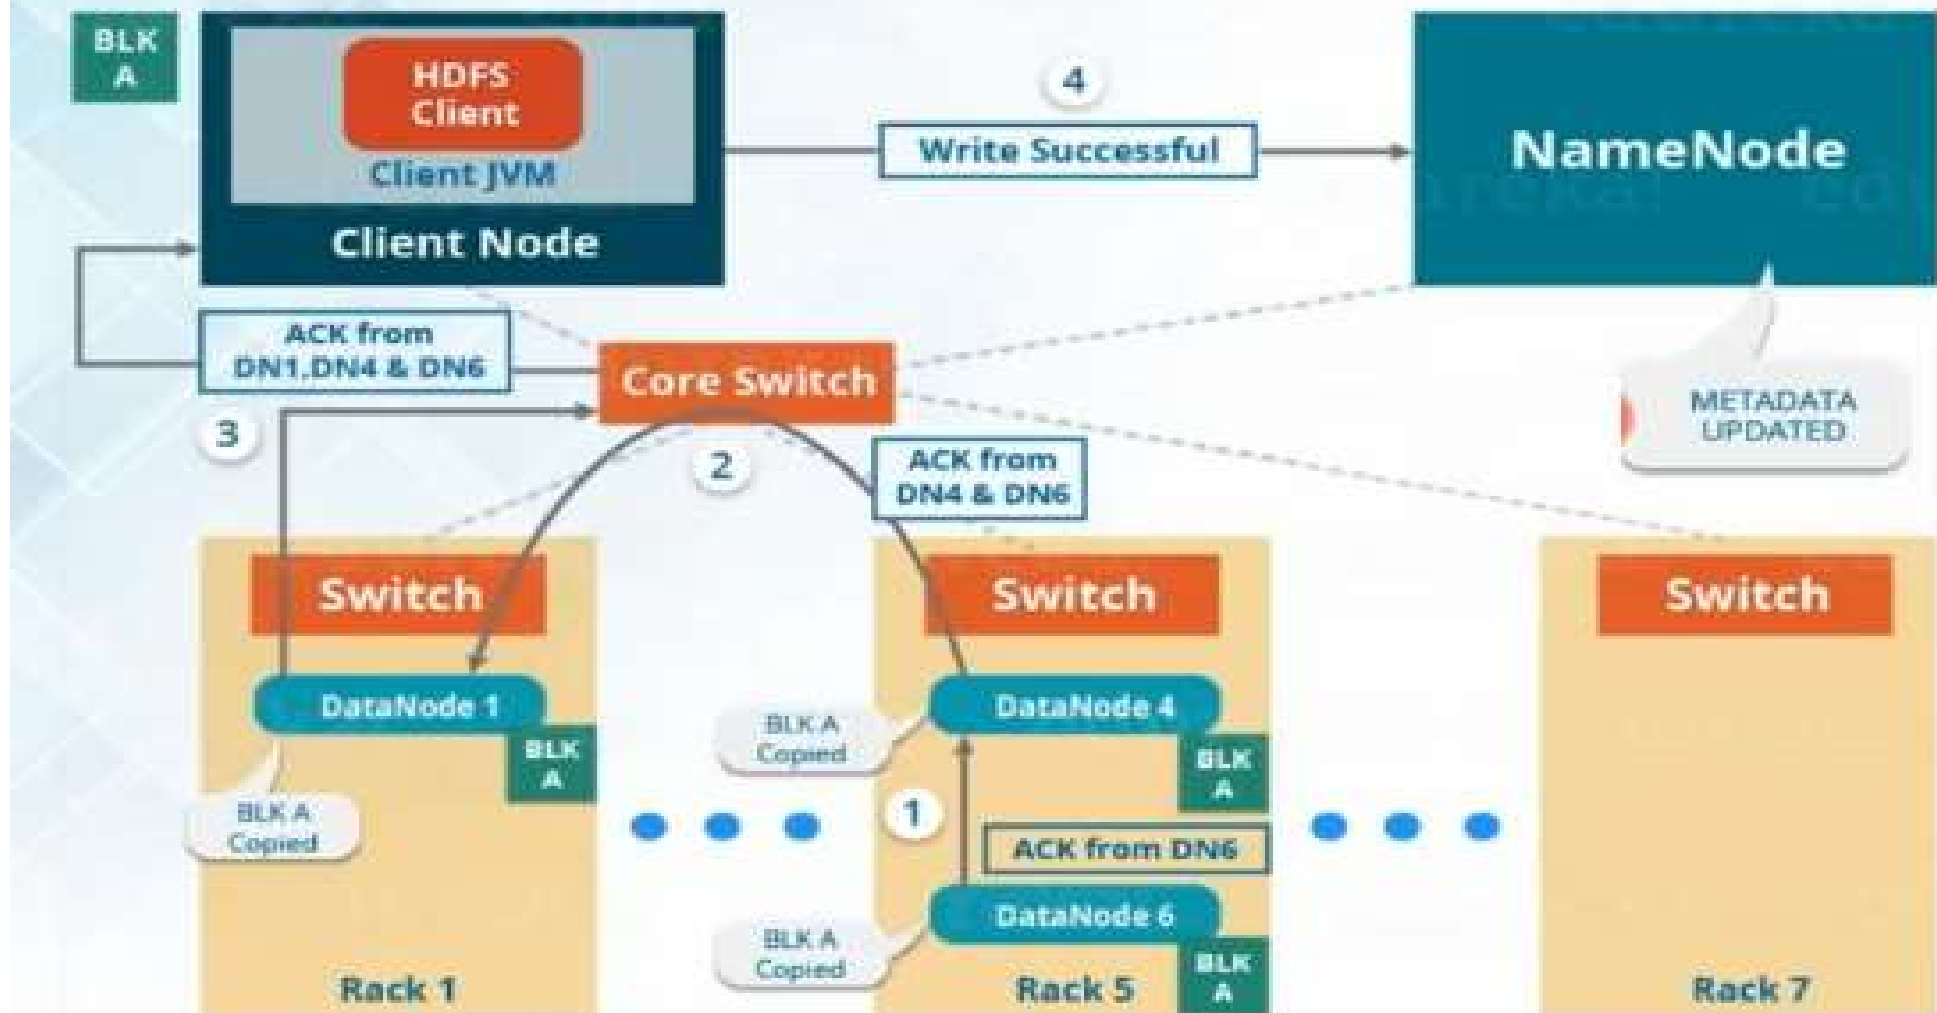 BLK
A
HDFS
Client
Client JVM
Client Node
4
Write Successful
NameNode
ACK from
DN1,DN4 & DN6
Core Switch
METADATA
UPDATED
3
2
ACK from
DN4 & DN6
Switch
Switch
Switch
DataNode 1
BLK
A
BLK A
Copied
DataNode 4
BLK A
Copied
BLK
A
1
ACK from DN6
DataNode 6
BLK A
Copied
BLK
A
Rack 1
Rack 5
Rack 7